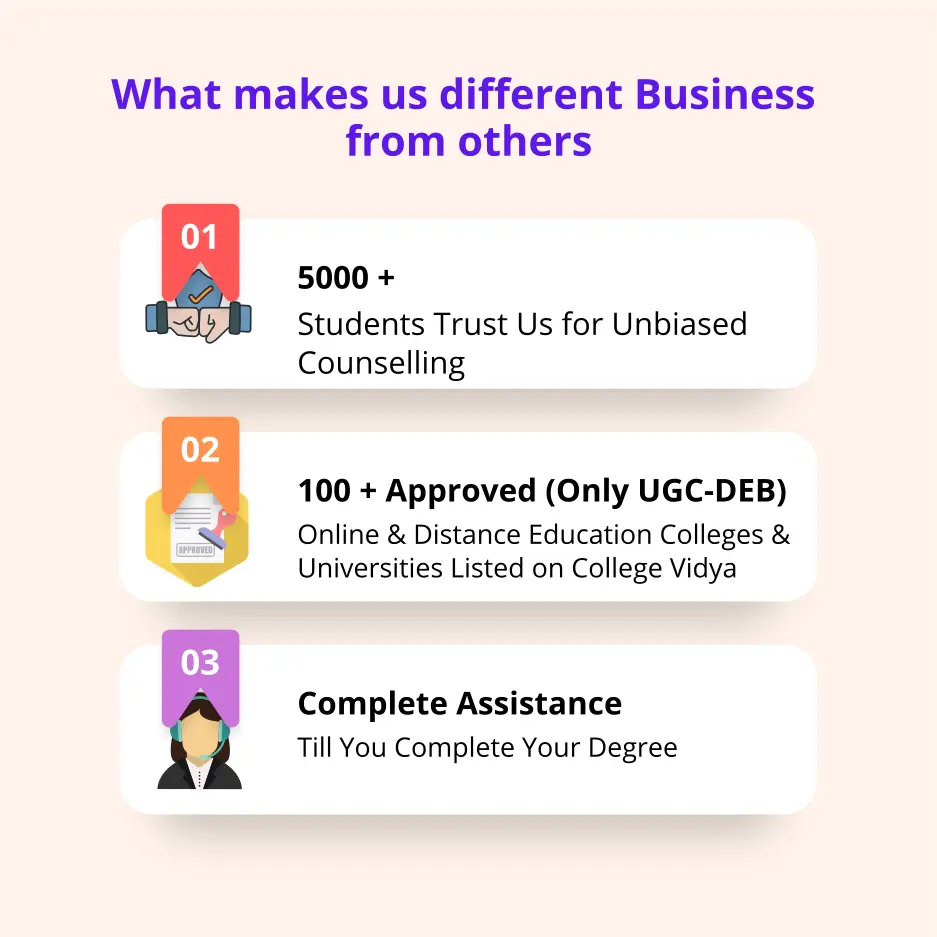 What makes us different Business
from others
01
5000 +
Students Trust Us for Unbiased
Counselling
02
APPROVED
100 + Approved (Only UGC-DEB)
Online & Distance Education Colleges &
Universities Listed on College Vidya
03
Complete Assistance
Till You Complete Your Degree